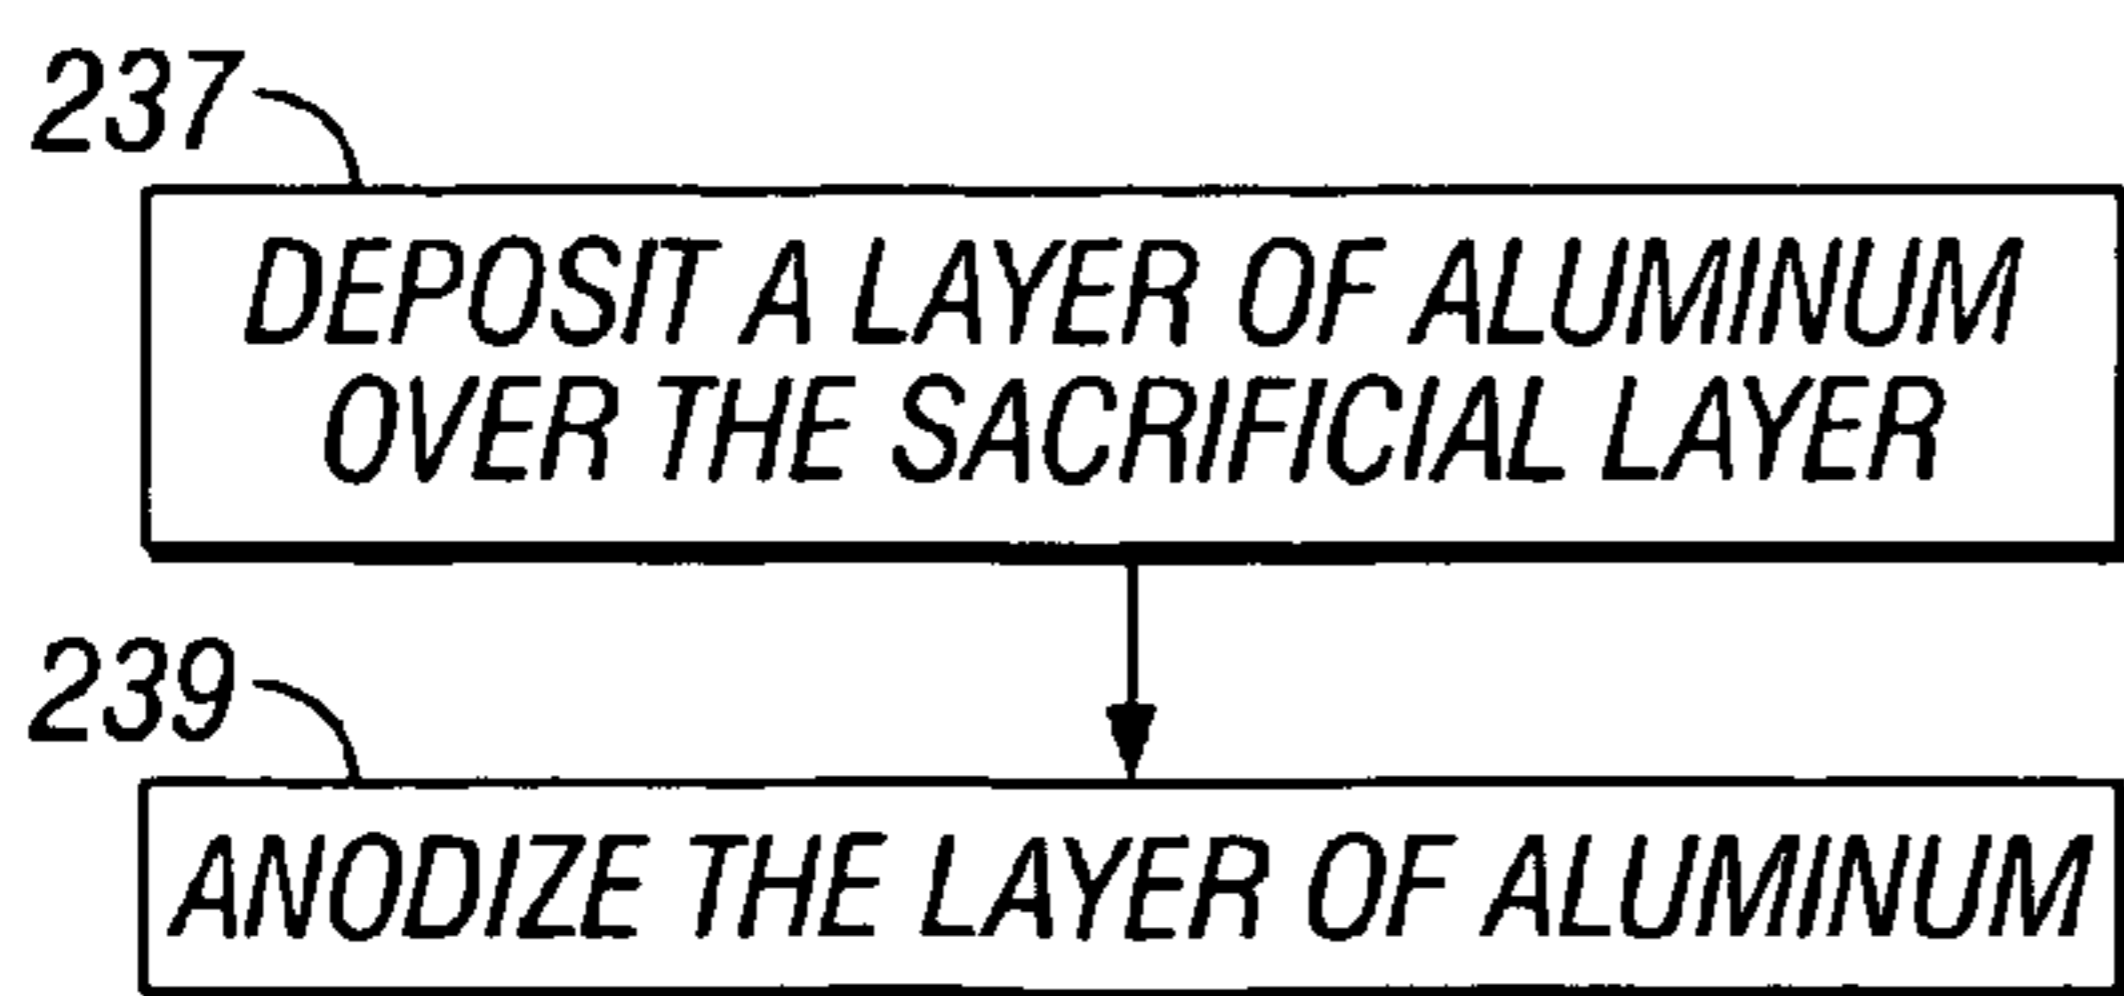 237
DEPOSIT A LAYER OF ALUMINUM
OVER THE SACRIFICIAL LAYER
239
ANODIZE THE LAYER OF ALUMINUM